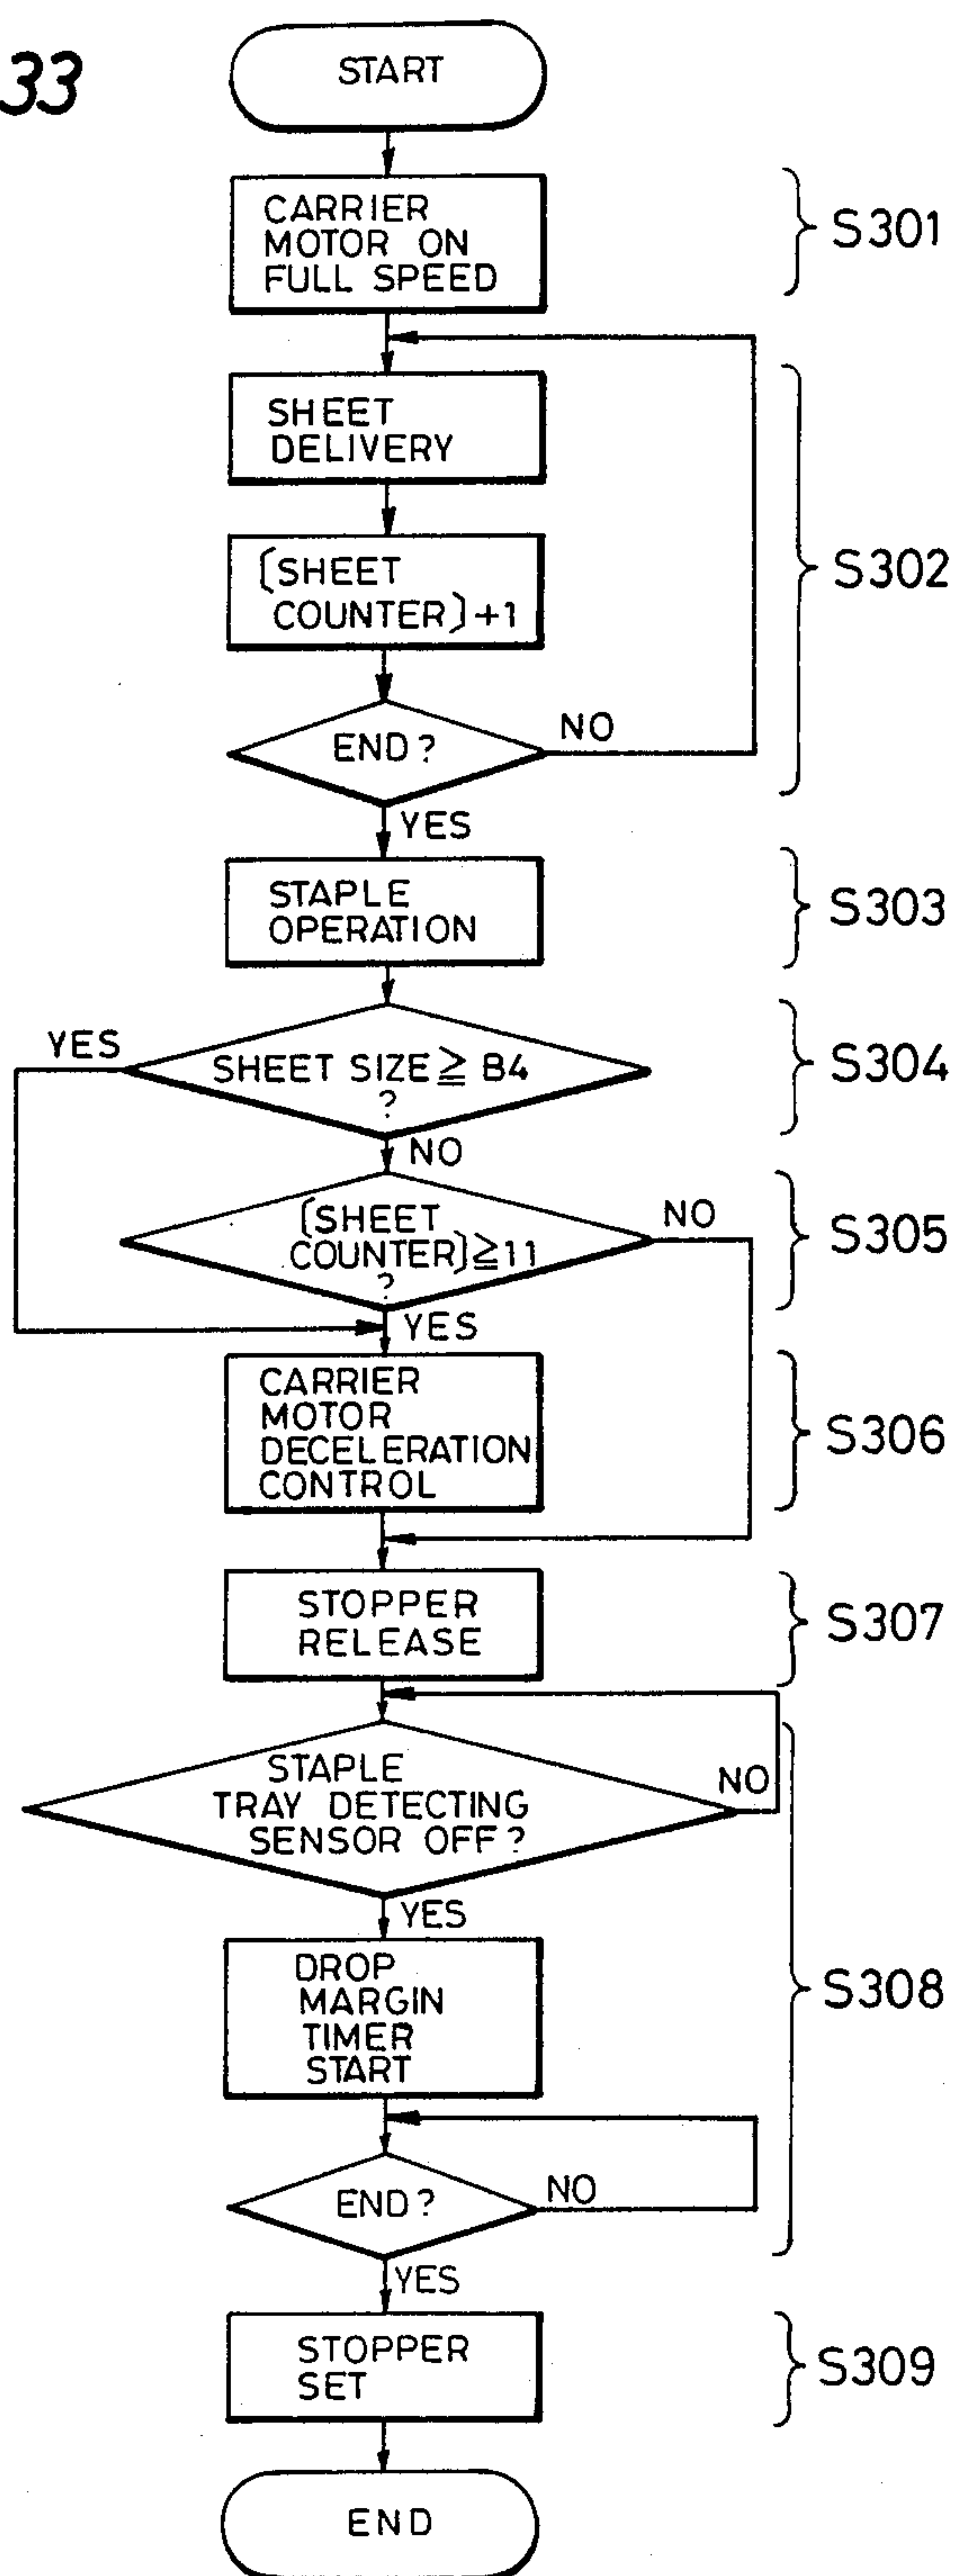 33
START
CARRIER
MOTOR ON
FULL SPEED
S301
SHEET
DELIVERY
[SHEET
COUNTER]+1
S302
END?
NO
YES
STAPLE
OPERATION
S303
YES
SHEET SIZE ≧ B4
?
S304
NO
[SHEET
COUNTER]≧11
?
NO
S305
YES
CARRIER
MOTOR
DECELERATION
CONTROL
S306
STOPPER
RELEASE
S307
STAPLE
TRAY DETECTING
SENSOR OFF?
NO
YES
DROP
MARGIN
TIMER
START
S308
END?
NO
YES
STOPPER
SET
S309
END